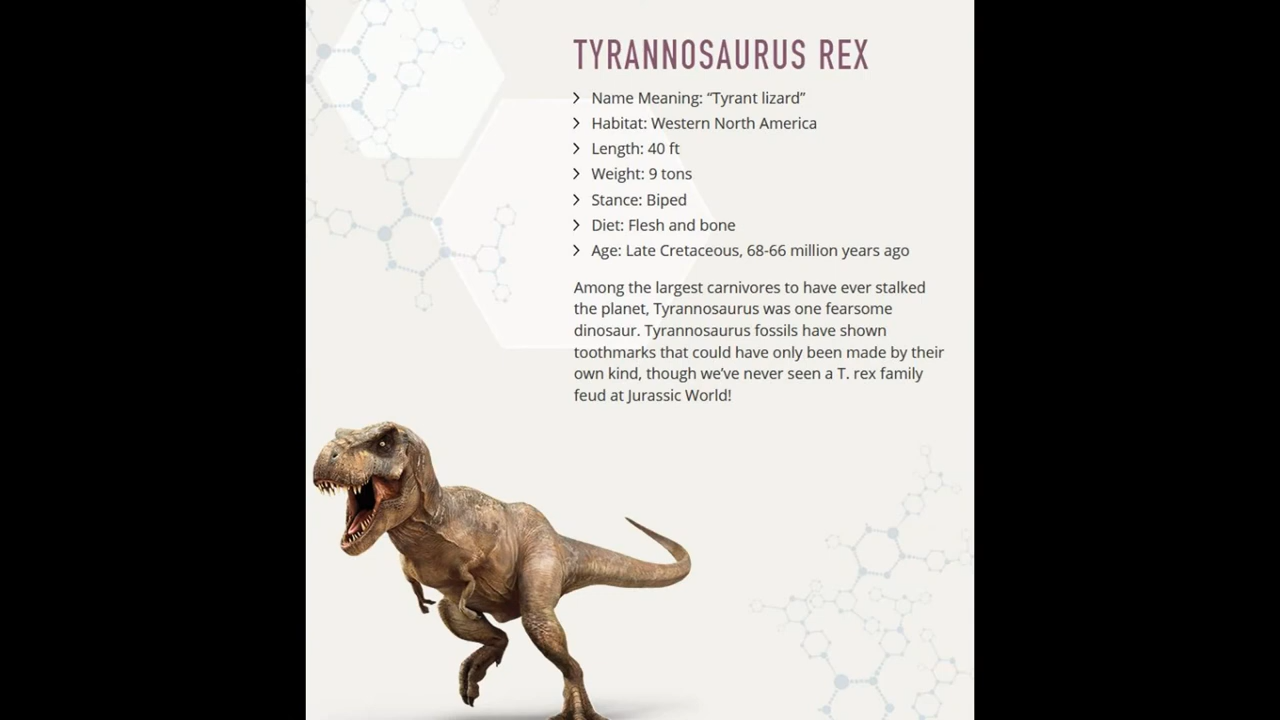 TYRANNOSAURUS REX
Name Meaning: “Tyrant lizard”
Habitat: Western North America
Length: 40 ft
Weight: 9 tons
Stance: Biped
Diet: Flesh and bone
Age: Late Cretaceous, 68-66 million years ago
Among the largest carnivores to have ever stalked
the planet, Tyrannosaurus was one fearsome
dinosaur. Tyrannosaurus fossils have shown
toothmarks that could have only been made by their
own kind, though we’ve never seen a T. rex family
feud at Jurassic World!